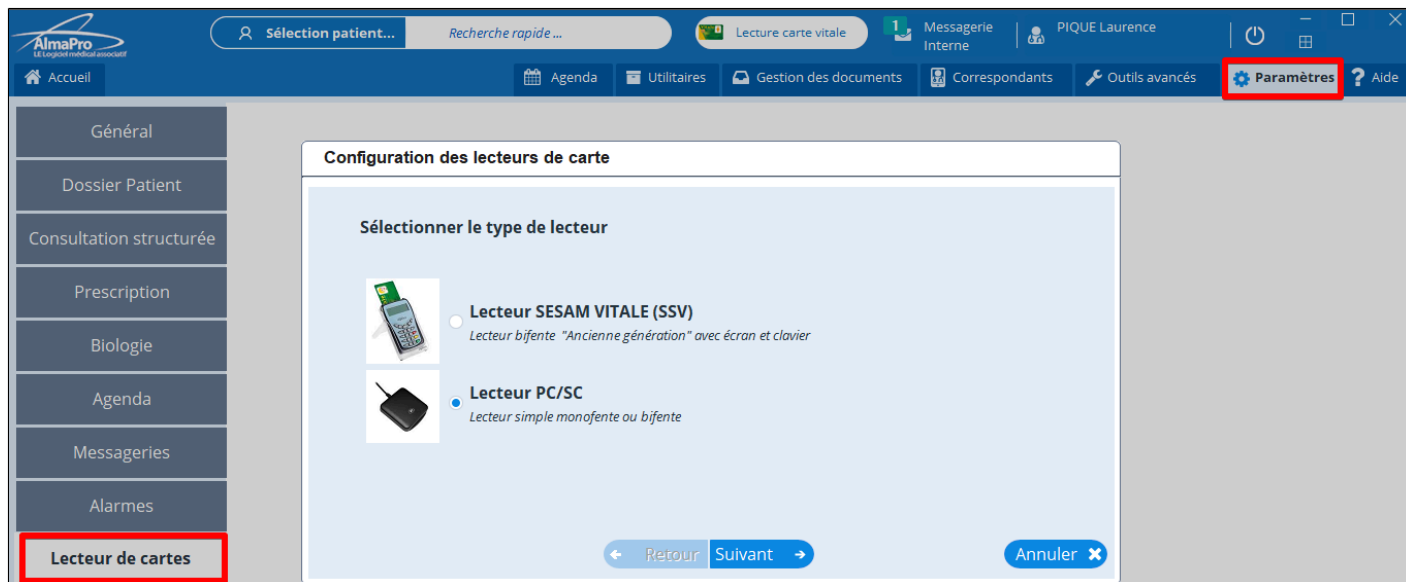 AlmaPro
LE Logiciel médical associatif
Sélection patient...
Recherche rapide ...
Lecture carte vitale
1
Messagerie
Interne
PIQUE Laurence
Accueil
Agenda
Utilitaires
Gestion des documents
Correspondants
Outils avancés
Paramètres
? Aide
Général
Dossier Patient
Consultation structurée
Prescription
Biologie
Agenda
Messageries
Alarmes
Lecteur de cartes
Configuration des lecteurs de carte
Sélectionner le type de lecteur
Lecteur SESAM VITALE (SSV)
Lecteur bifente "Ancienne génération" avec écran et clavier
Lecteur PC/SC
Lecteur simple monofente ou bifente
Retour
Suivant
Annuler